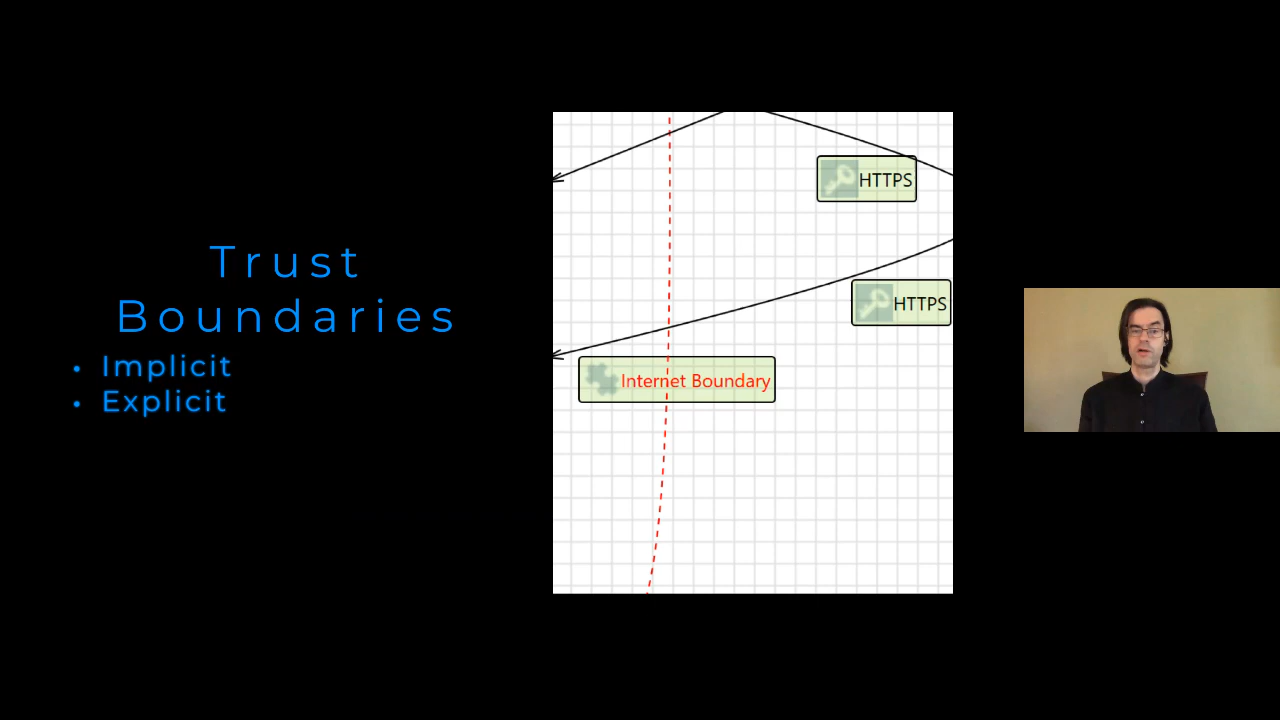 Trust
Boundaries
• Implicit
• Explicit
HTTPS
HTTPS
Internet Boundary